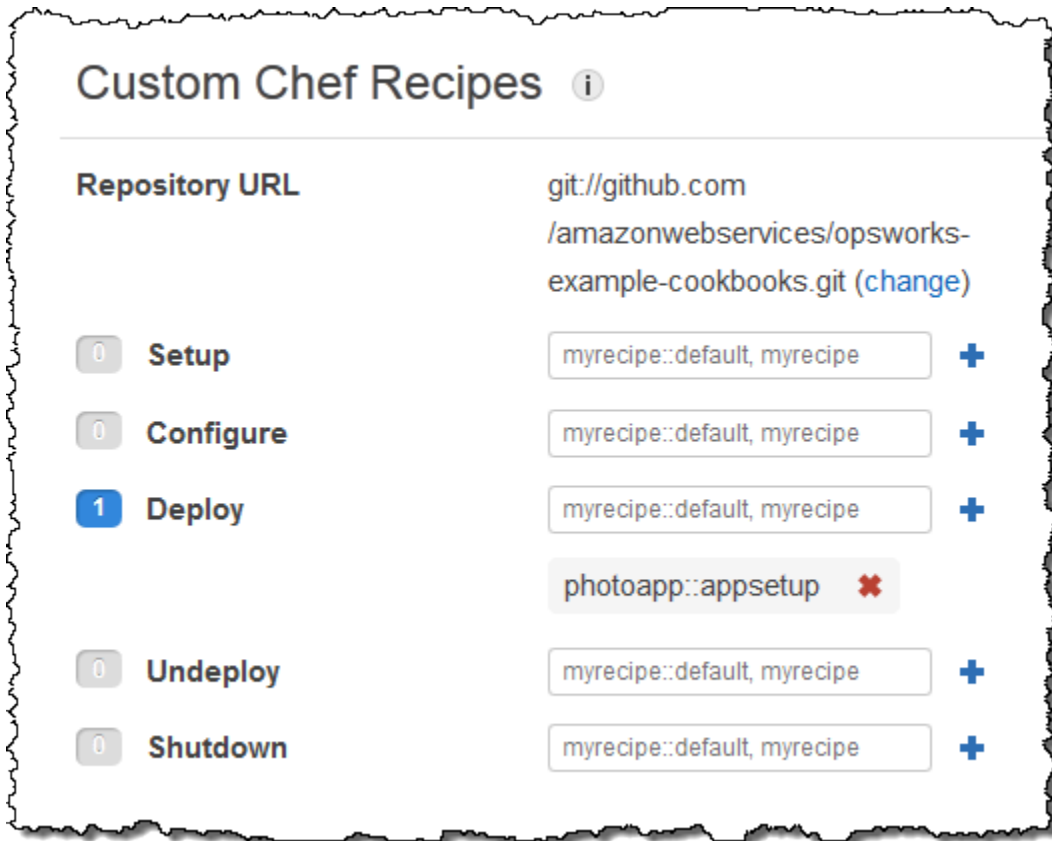 Custom Chef Recipes i
Repository URL git://github.com
/amazonwebservices/opsworks-
example-cookbooks.git (change)
0 Setup myrecipe::default, myrecipe
0 Configure myrecipe::default, myrecipe
1 Deploy myrecipe::default, myrecipe
photoapp::appsetup
0 Undeploy myrecipe::default, myrecipe
0 Shutdown myrecipe::default, myrecipe